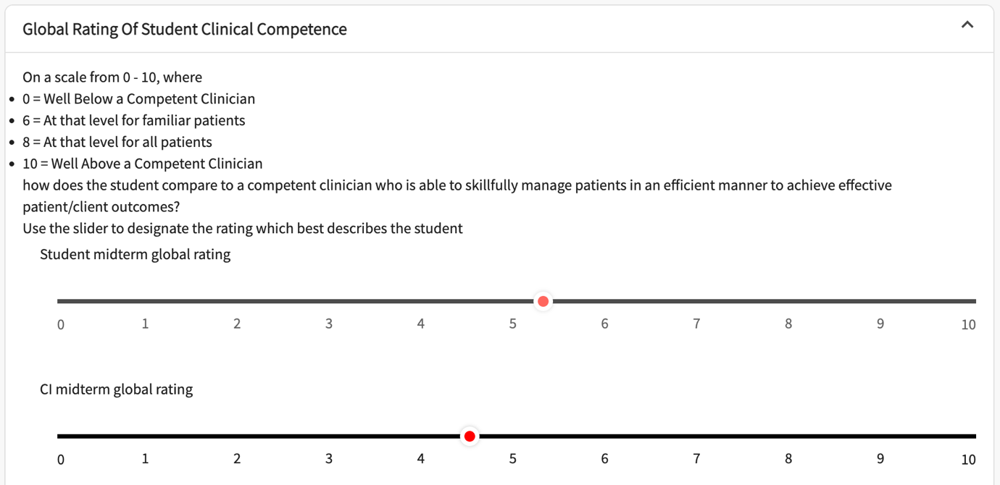 Global Rating Of Student Clinical Competence
On a scale from 0 - 10, where
• 0 = Well Below a Competent Clinician
• 6 = At that level for familiar patients
• 8 = At that level for all patients
• 10 = Well Above a Competent Clinician
how does the student compare to a competent clinician who is able to skillfully manage patients in an efficient manner to achieve effective
patient/client outcomes?
Use the slider to designate the rating which best describes the student
Student midterm global rating
0 1 2 3 4 5 6 7 8 9 10
CI midterm global rating
0 1 2 3 4 5 6 7 8 9 10